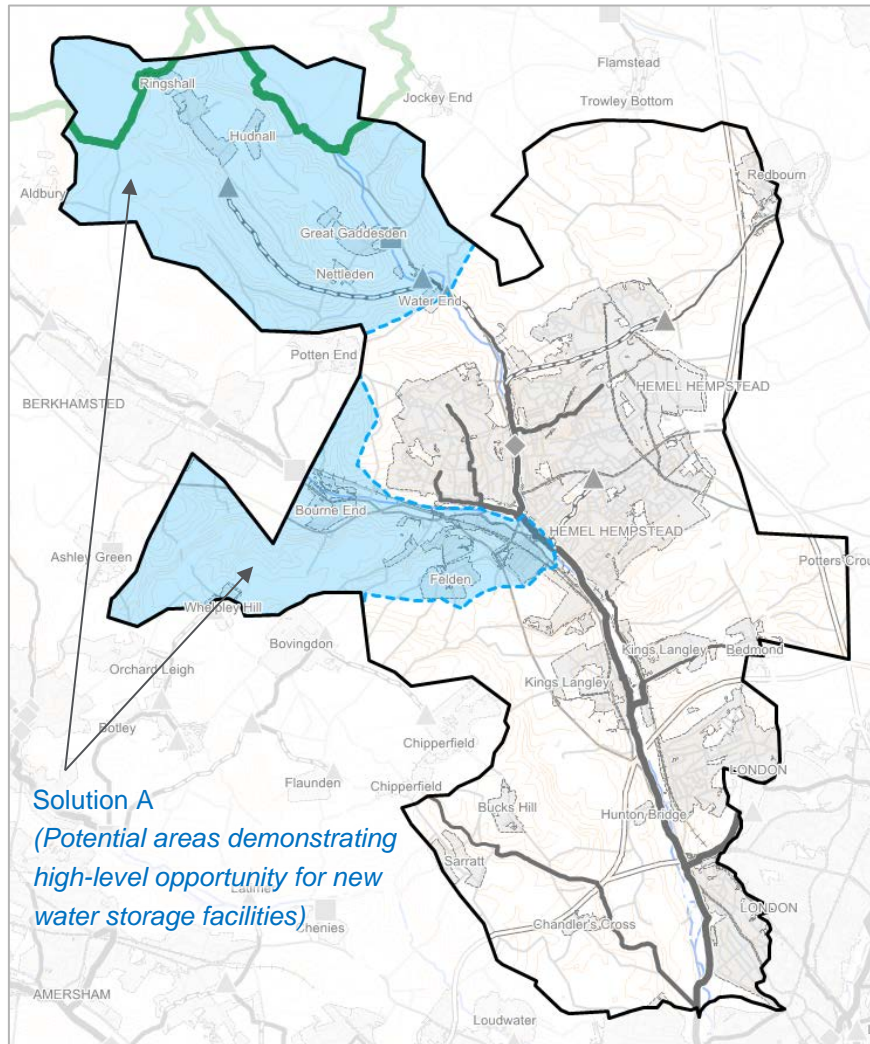 Flamstead
Trowley Bottom
Ringshall
Jockey End
Hudnall
Redbourn
Aldbury
Great Gaddesden
Nettleden
Water End
Potten End
HEMEL HEMPSTEAD
BERKHAMSTED
Bourne End
HEMEL HEMPSTEAD
Ashley Green
Felden
Whelpley Hill
Bovingdon
Kings Langley
Bedmond
Orchard Leigh
Kings Langley
Botley
Chipperfield
Flaunden
Chipperfield
LONDON
Solution A
(Potential areas demonstrating
high-level opportunity for new
water storage facilities)
Bucks Hill
Hunton Bridge
Sarratt
Latimer
LONDON
Chandler's Cross
AMERSHAM
Loudwater